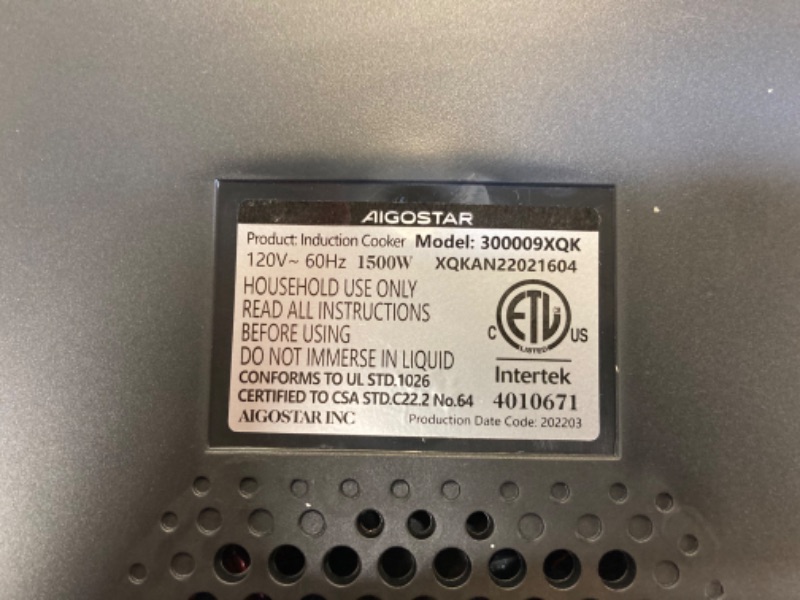 AIGOSTAR
Product: Induction Cooker Model: 300009XQK
120V~ 60Hz 1500W XQKAN22021604
HOUSEHOLD USE ONLY
READ ALL INSTRUCTIONS
BEFORE USING
DO NOT IMMERSE IN LIQUID
CONFORMS TO UL STD.1026
CERTIFIED TO CSA STD.C22.2 No.64
AIGOSTAR INC
ETL
C US
LISTED
Intertek
4010671
Production Date Code: 202203